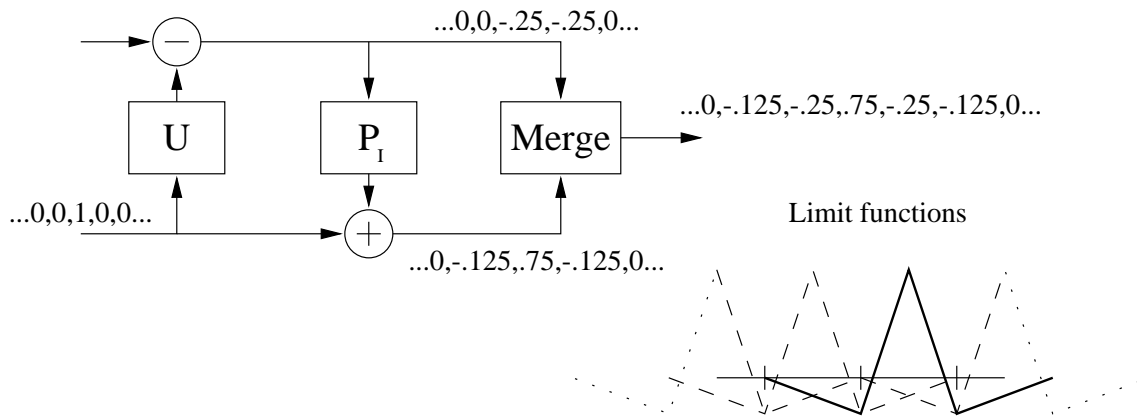 ...0,0,-.25,-.25,0...
−
...0,-.125,-.25,.75,-.25,-.125,0...
U
P_I
Merge
...0,0,1,0,0...
Limit functions
+
...0,-.125,.75,-.125,0...